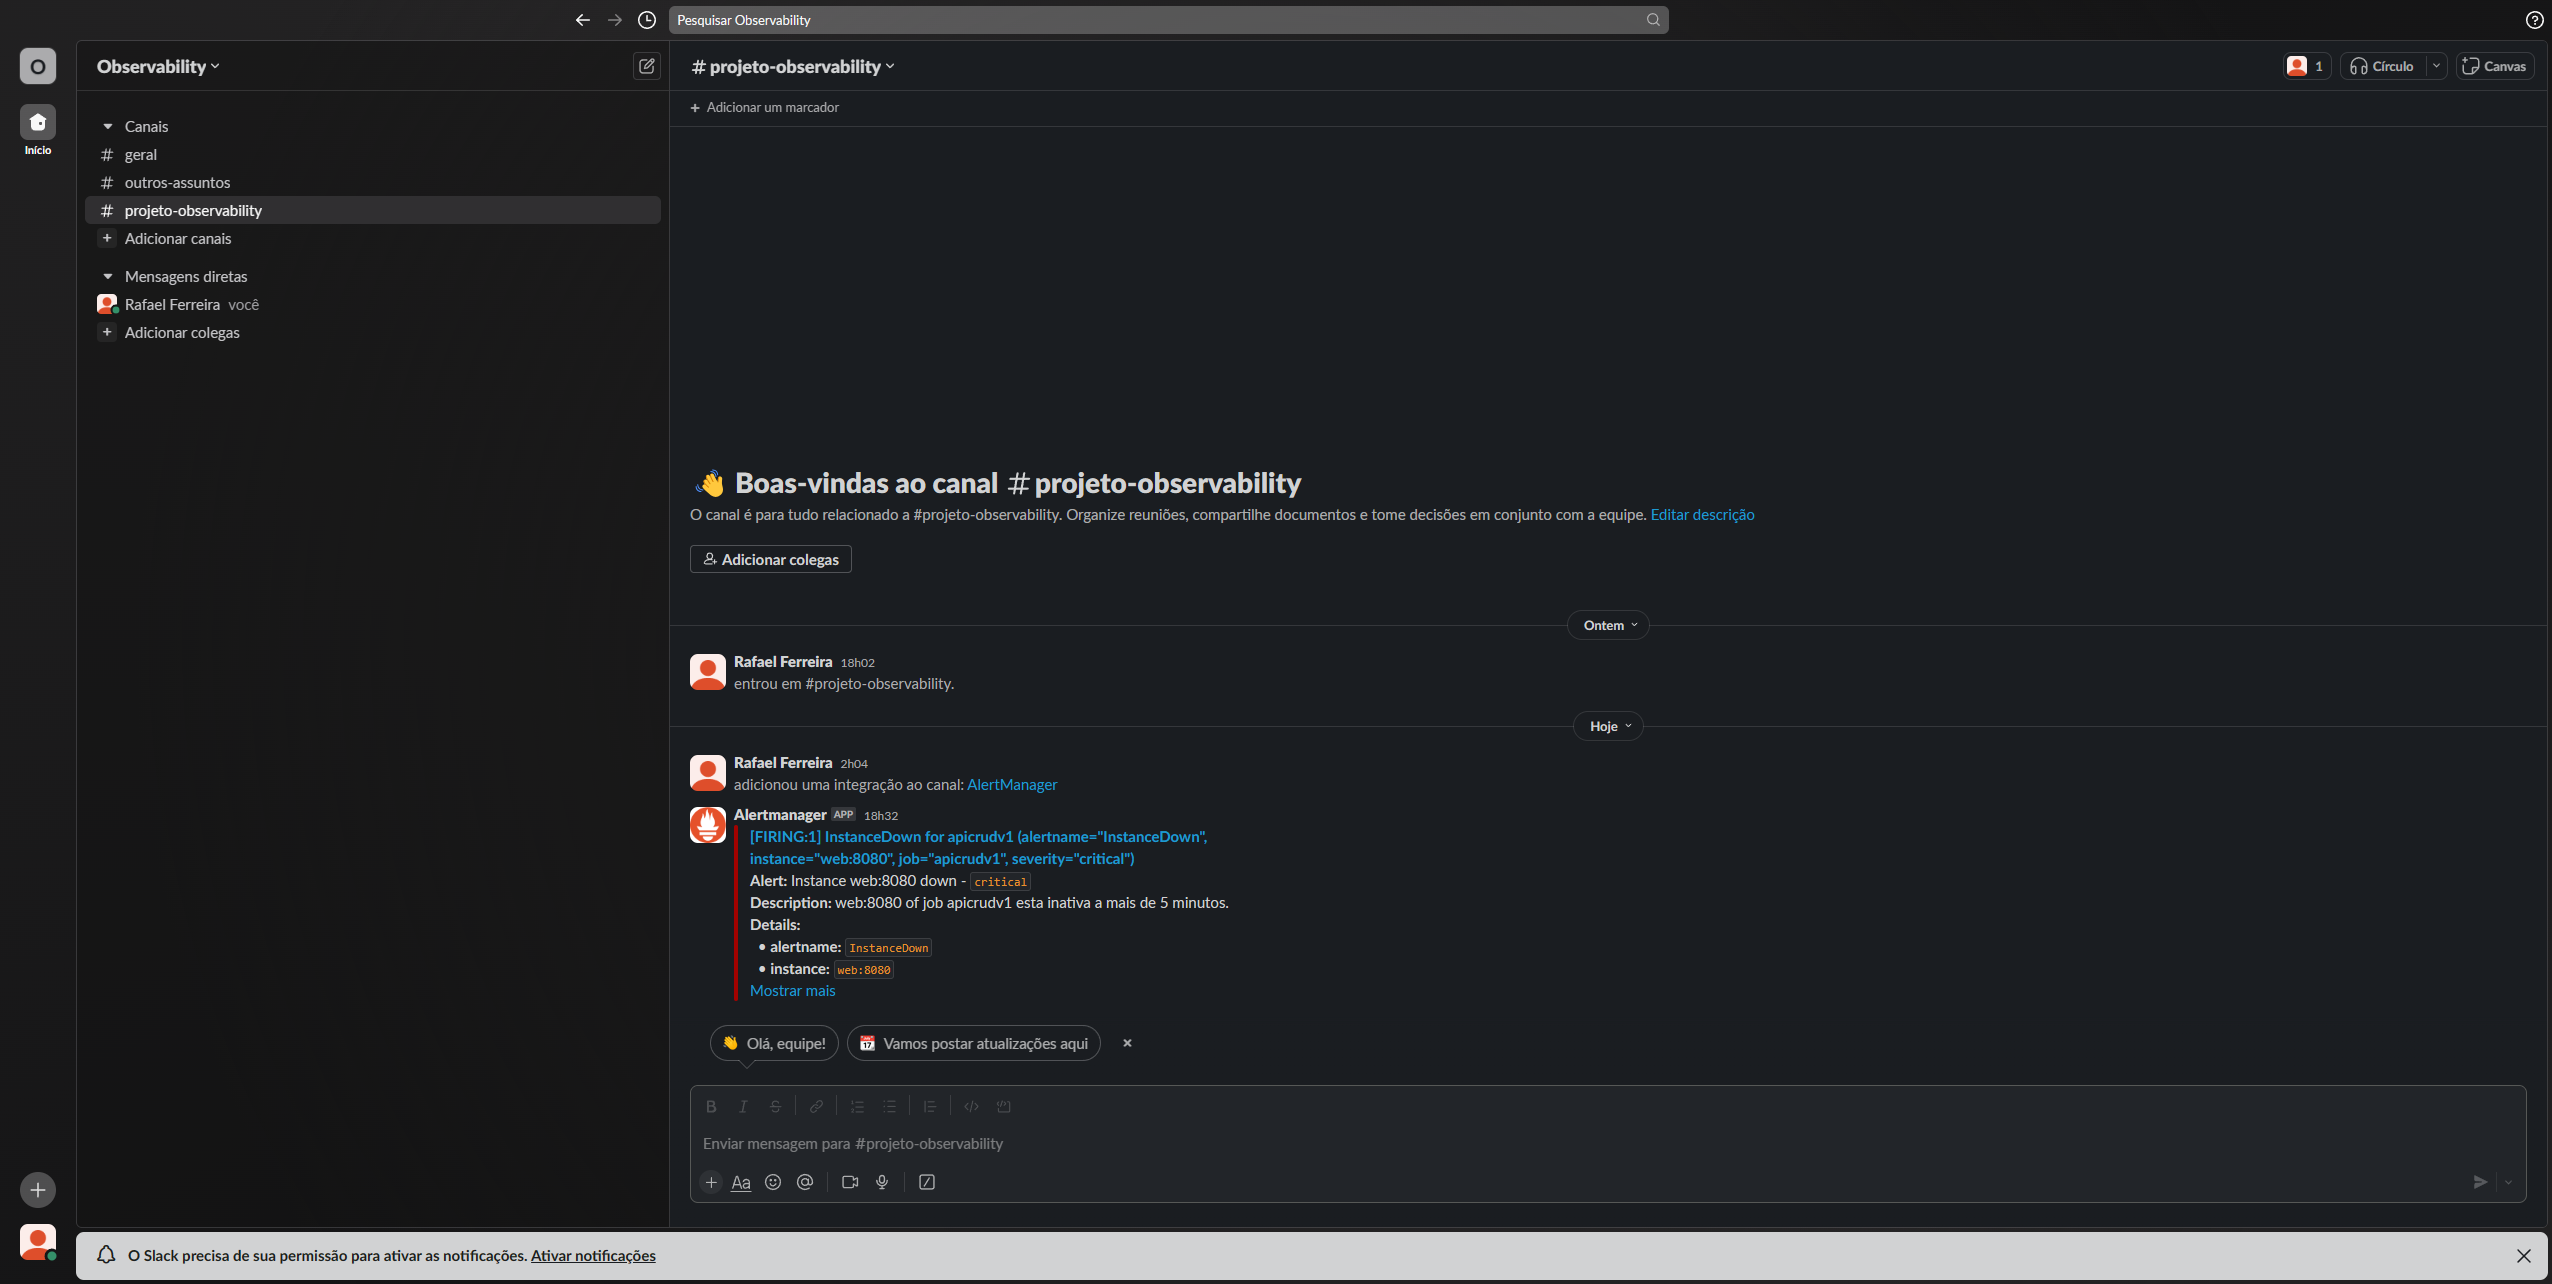 Pesquisar Observability
O
Início
Observability
Canais
# geral
# outros-assuntos
# projeto-observability
+ Adicionar canais
Mensagens diretas
Rafael Ferreira você
+ Adicionar colegas
# projeto-observability
1
Círculo
Canvas
+ Adicionar um marcador
Boas-vindas ao canal #projeto-observability
O canal é para tudo relacionado a #projeto-observability. Organize reuniões, compartilhe documentos e tome decisões em conjunto com a equipe. Editar descrição
Adicionar colegas
Ontem
Rafael Ferreira 18h02
entrou em #projeto-observability.
Hoje
Rafael Ferreira 2h04
adicionou uma integração ao canal: AlertManager
Alertmanager APP 18h32
[FIRING:1] InstanceDown for apicrudv1 (alertname="InstanceDown",
instance="web:8080", job="apicrudv1", severity="critical")
Alert: Instance web:8080 down - critical
Description: web:8080 of job apicrudv1 esta inativa a mais de 5 minutos.
Details:
• alertname: InstanceDown
• instance: web:8080
Mostrar mais
Olá, equipe!
Vamos postar atualizações aqui
B I S
Enviar mensagem para #projeto-observability
+ Aa @
O Slack precisa de sua permissão para ativar as notificações. Ativar notificações